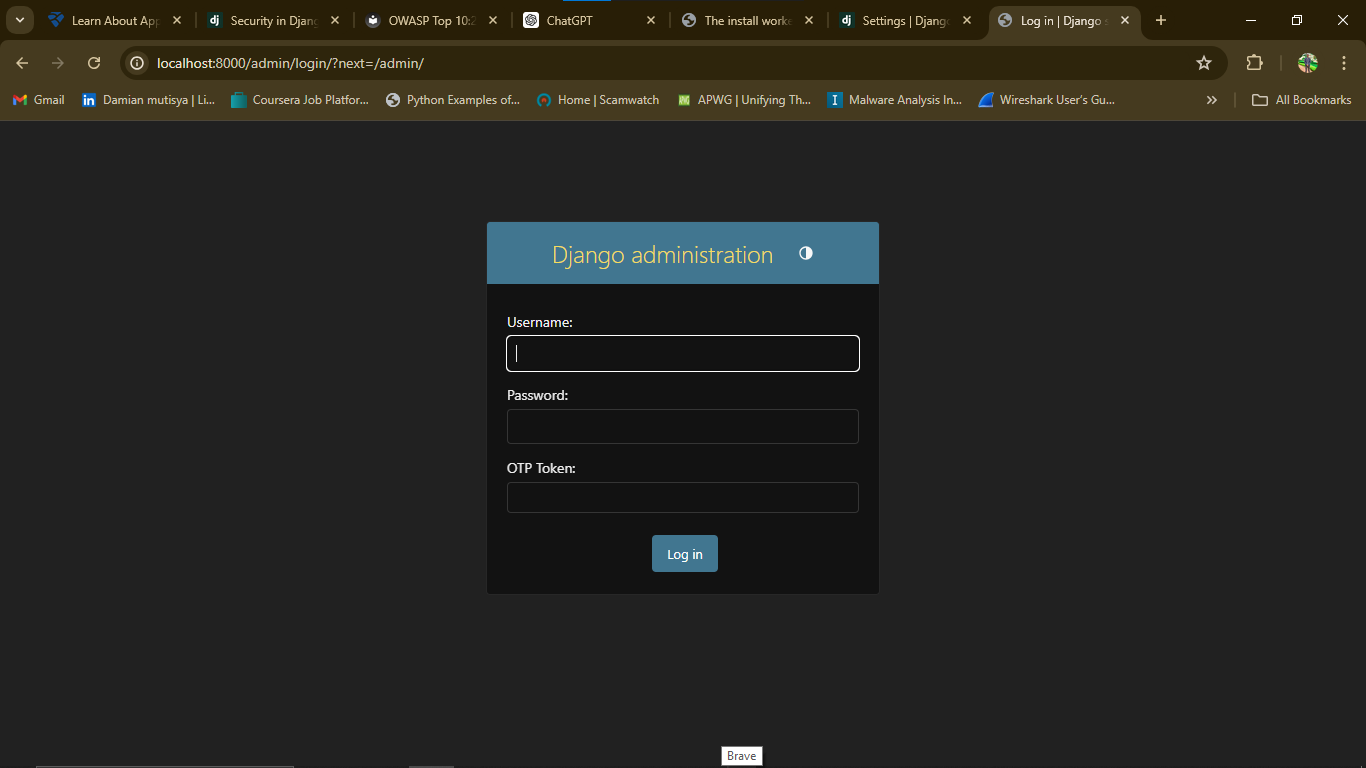 Learn About App
Security in Djang
OWASP Top 10:2
ChatGPT
The install worke
Settings | Django
Log in | Django s
localhost:8000/admin/login/?next=/admin/
Gmail
Damian mutisya | Li...
Coursera Job Platfor...
Python Examples of...
Home | Scamwatch
APWG | Unifying Th...
Malware Analysis In...
Wireshark User's Gu...
»
All Bookmarks
Django administration
Username:
Password:
OTP Token:
Log in
Brave